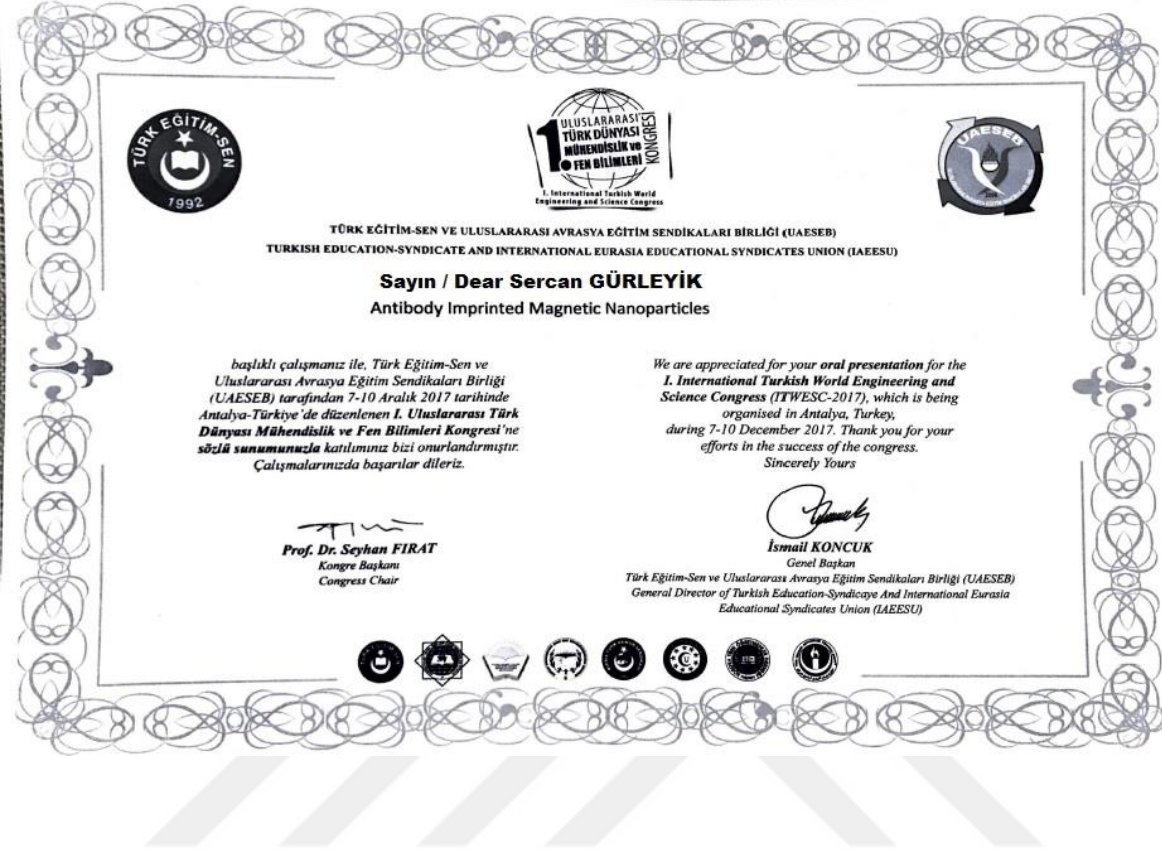 TÜRK EĞİTİM-SEN
1992
1. ULUSLARARASI
TÜRK DÜNYASI
MÜHENDİSLİK ve
FEN BİLİMLERİ
KONGRESİ
I. International Turkish World
Engineering and Science Congress
UAESEB
TÜRK EĞİTİM-SEN VE ULUSLARARASI AVRASYA EĞİTİM SENDİKALARI BİRLİĞİ (UAESEB)
TURKISH EDUCATION-SYNDICATE AND INTERNATIONAL EURASIA EDUCATIONAL SYNDICATES UNION (IAEESU)
Sayın / Dear Sercan GÜRLEYİK
Antibody Imprinted Magnetic Nanoparticles
başlıklı çalışmanız ile, Türk Eğitim-Sen ve
Uluslararası Avrasya Eğitim Sendikaları Birliği
(UAESEB) tarafından 7-10 Aralık 2017 tarihinde
Antalya-Türkiye'de düzenlenen I. Uluslararası Türk
Dünyası Mühendislik ve Fen Bilimleri Kongresi'ne
sözlü sunumunuzla katılımınız bizi onurlandırmıştır.
Çalışmalarınızda başarılar dileriz.
Prof. Dr. Seyhan FIRAT
Kongre Başkanı
Congress Chair
We are appreciated for your oral presentation for the
I. International Turkish World Engineering and
Science Congress (ITWESC-2017), which is being
organised in Antalya, Turkey,
during 7-10 December 2017. Thank you for your
efforts in the success of the congress.
Sincerely Yours
İsmail KONCUK
Genel Başkan
Türk Eğitim-Sen ve Uluslararası Avrasya Eğitim Sendikaları Birliği (UAESEB)
General Director of Turkish Education-Syndicaye And International Eurasia
Educational Syndicates Union (IAEESU)